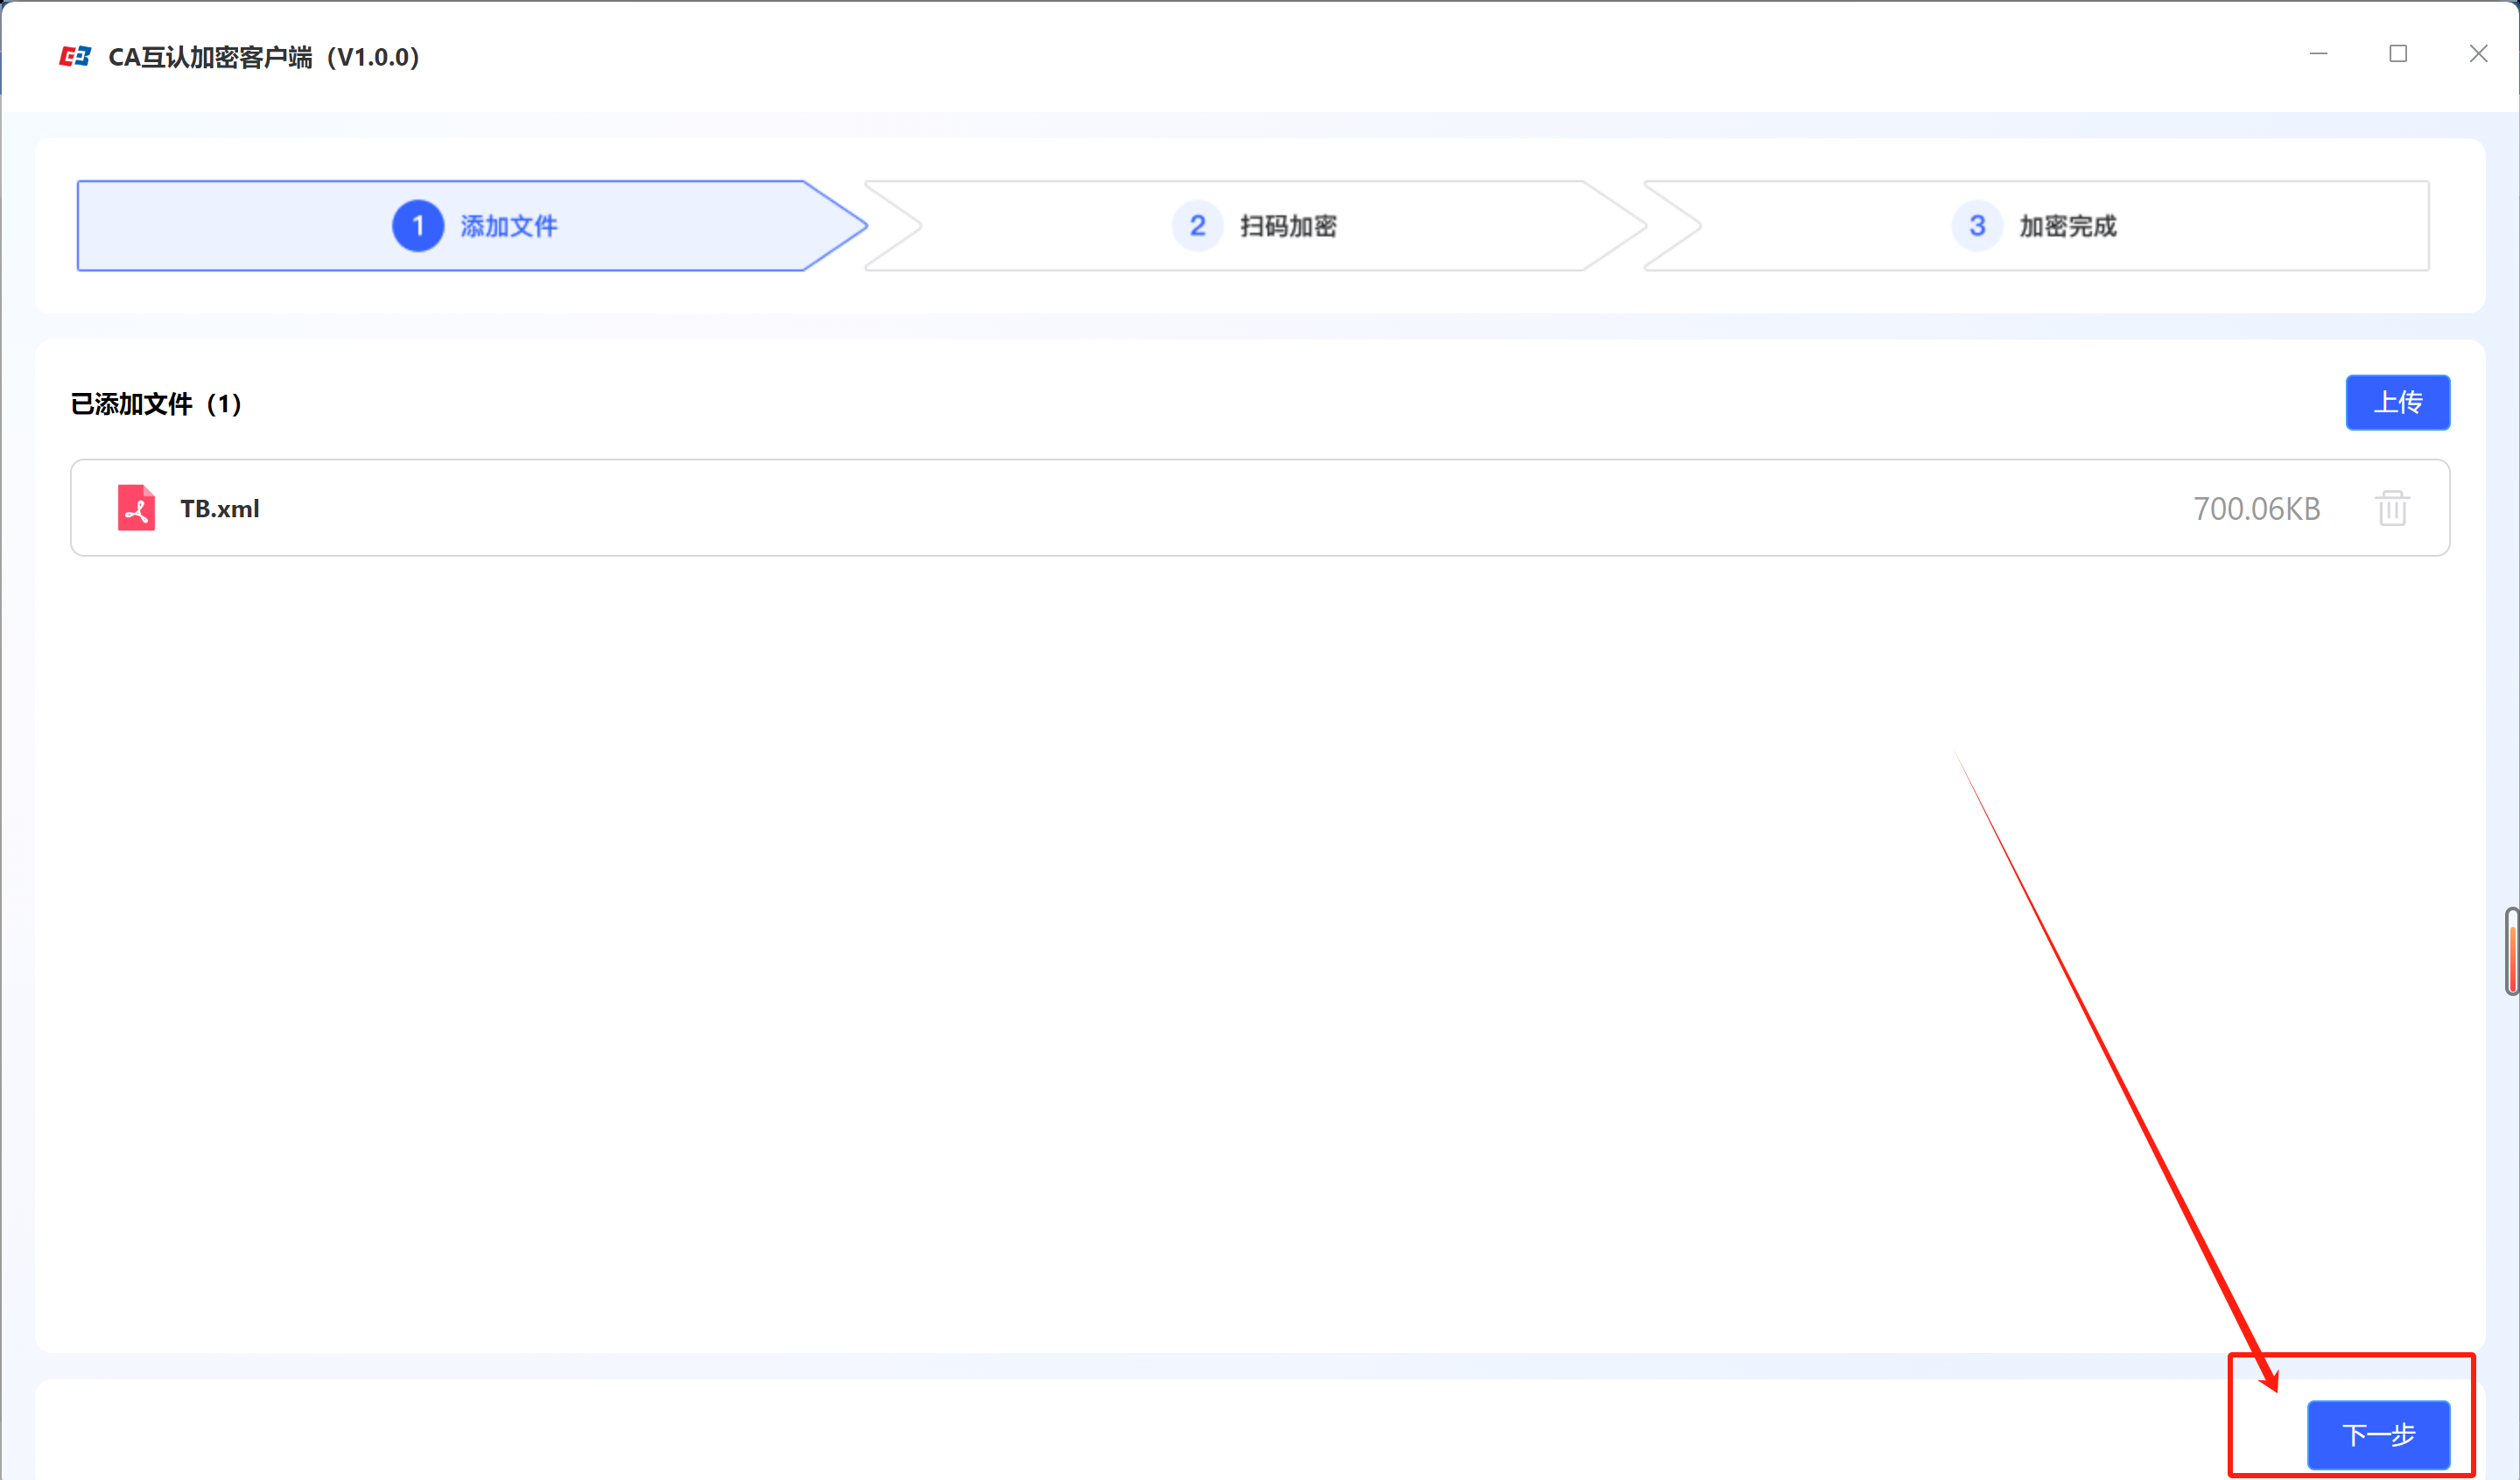 CA互认加密客户端（V1.0.0）
1 添加文件
2 扫码加密
3 加密完成
已添加文件（1）
上传
TB.xml
700.06KB
下一步